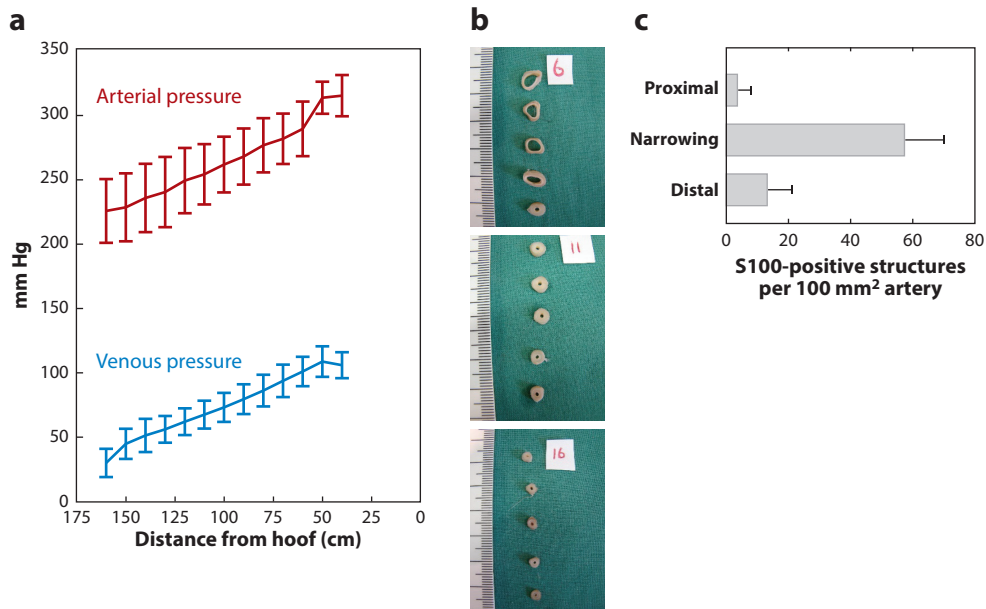 a
350
300
250
200
150
100
50
0
mm Hg
Arterial pressure
Venous pressure
175
150
125
100
75
50
25
0
Distance from hoof (cm)
b
6
11
16
c
Proximal
Narrowing
Distal
0
20
40
60
80
S100-positive structures
per 100 mm² artery